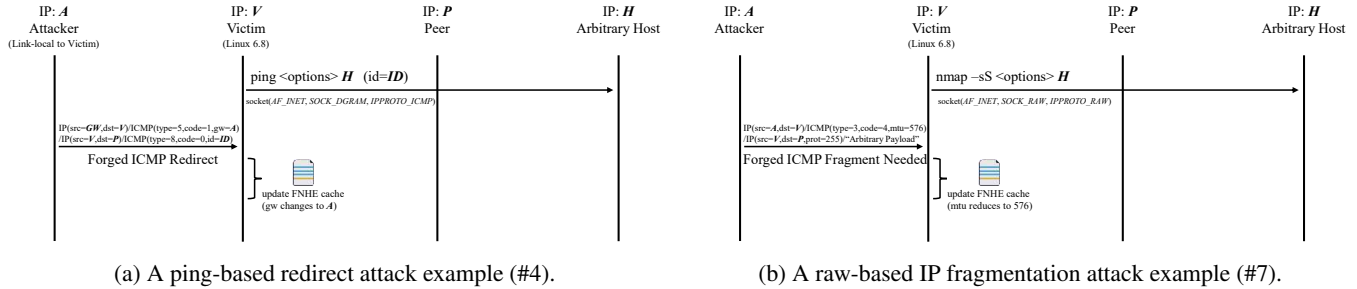 IP: A
Attacker
(Link-local to Victim)
IP: V
Victim
(Linux 6.8)
IP: P
Peer
IP: H
Arbitrary Host
ping <options> H (id=ID)
socket(AF_INET, SOCK_DGRAM, IPPROTO_ICMP)
IP(src=GW,dst=V)/ICMP(type=5,code=1,gw=A)
/IP(src=V,dst=P)/ICMP(type=8,code=0,id=ID)
Forged ICMP Redirect
update FNHE cache
(gw changes to A)
(a) A ping-based redirect attack example (#4).
IP: A
Attacker
IP: V
Victim
(Linux 6.8)
IP: P
Peer
IP: H
Arbitrary Host
nmap –sS <options> H
socket(AF_INET, SOCK_RAW, IPPROTO_RAW)
IP(src=A,dst=V)/ICMP(type=3,code=4,mtu=576)
/IP(src=V,dst=P,prot=255)/“Arbitrary Payload”
Forged ICMP Fragment Needed
update FNHE cache
(mtu reduces to 576)
(b) A raw-based IP fragmentation attack example (#7).